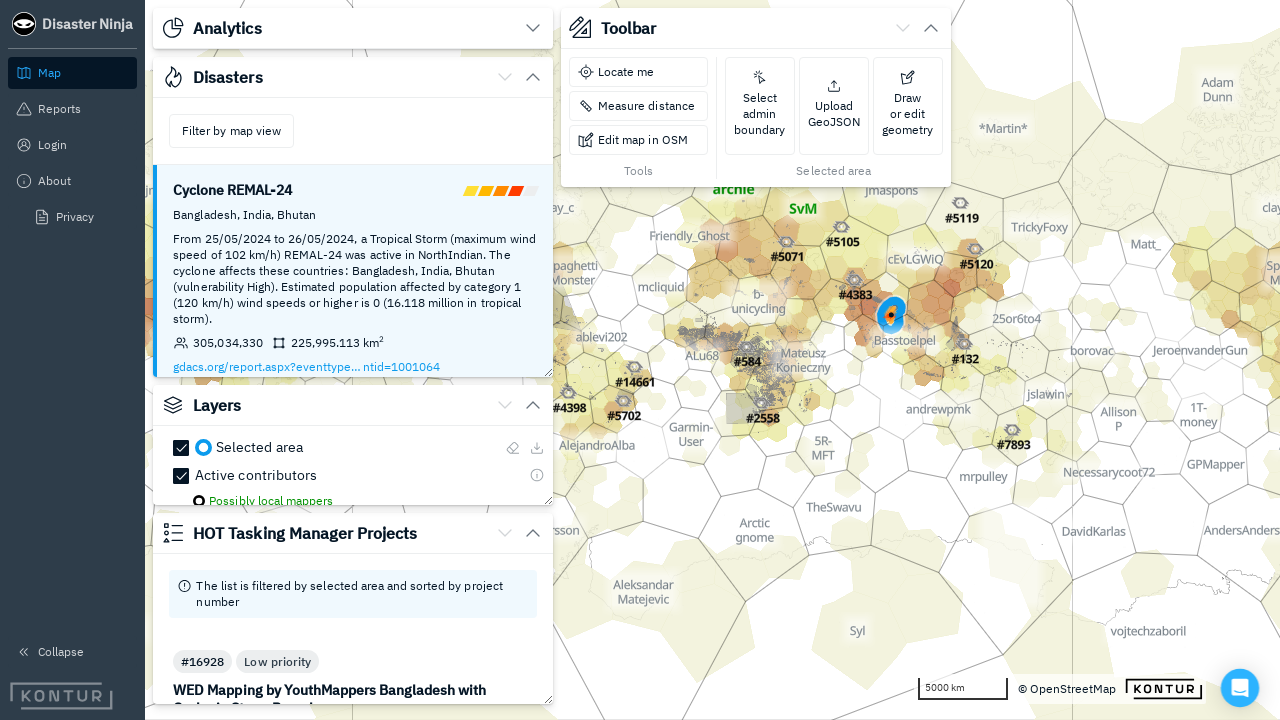 Disaster Ninja
Map
Reports
Login
About
Privacy
Collapse
KONTUR
Analytics
Disasters
Filter by map view
Cyclone REMAL-24
Bangladesh, India, Bhutan
From 25/05/2024 to 26/05/2024, a Tropical Storm (maximum wind
speed of 102 km/h) REMAL-24 was active in NorthIndian. The
cyclone affects these countries: Bangladesh, India, Bhutan
(vulnerability High). Estimated population affected by category 1
(120 km/h) wind speeds or higher is 0 (16.118 million in tropical
storm).
305,034,330 225,995.113 km²
gdacs.org/report.aspx?eventtype… ntid=1001064
Layers
Selected area
Active contributors
Possibly local mappers
HOT Tasking Manager Projects
The list is filtered by selected area and sorted by project
number
#16928 Low priority
WED Mapping by YouthMappers Bangladesh with
Toolbar
Locate me
Measure distance
Edit map in OSM
Tools
Select
admin
boundary
Upload
GeoJSON
Draw
or edit
geometry
Selected area
Adam
Dunn
*Martin*
archie
Jmaspons
SvM
#5119
TrickyFoxy
Friendly_Ghost
#5105
#5071
Matt_
cEvLGWiQ
#5120
mcliquid
#4383
b-
unicycling
25or6to4
ablevi202
Basstoelpel
ALu68
#584
Mateusz
Konieczny
#132
borovac
JeroenvanderGun
#14661
#4398
#5702
#2558
jslawin
andrewpmk
Allison
P
1T-
money
Garmin-
User
AlejandroAlba
5R-
MFT
#7893
mrpulley
Necessarycoot72
GPMapper
TheSwavu
Arctic
gnome
DavidKarlas
AndersAnders
Aleksandar
Matejevic
Syl
vojtechzaboril
5000 km
© OpenStreetMap
KONTUR